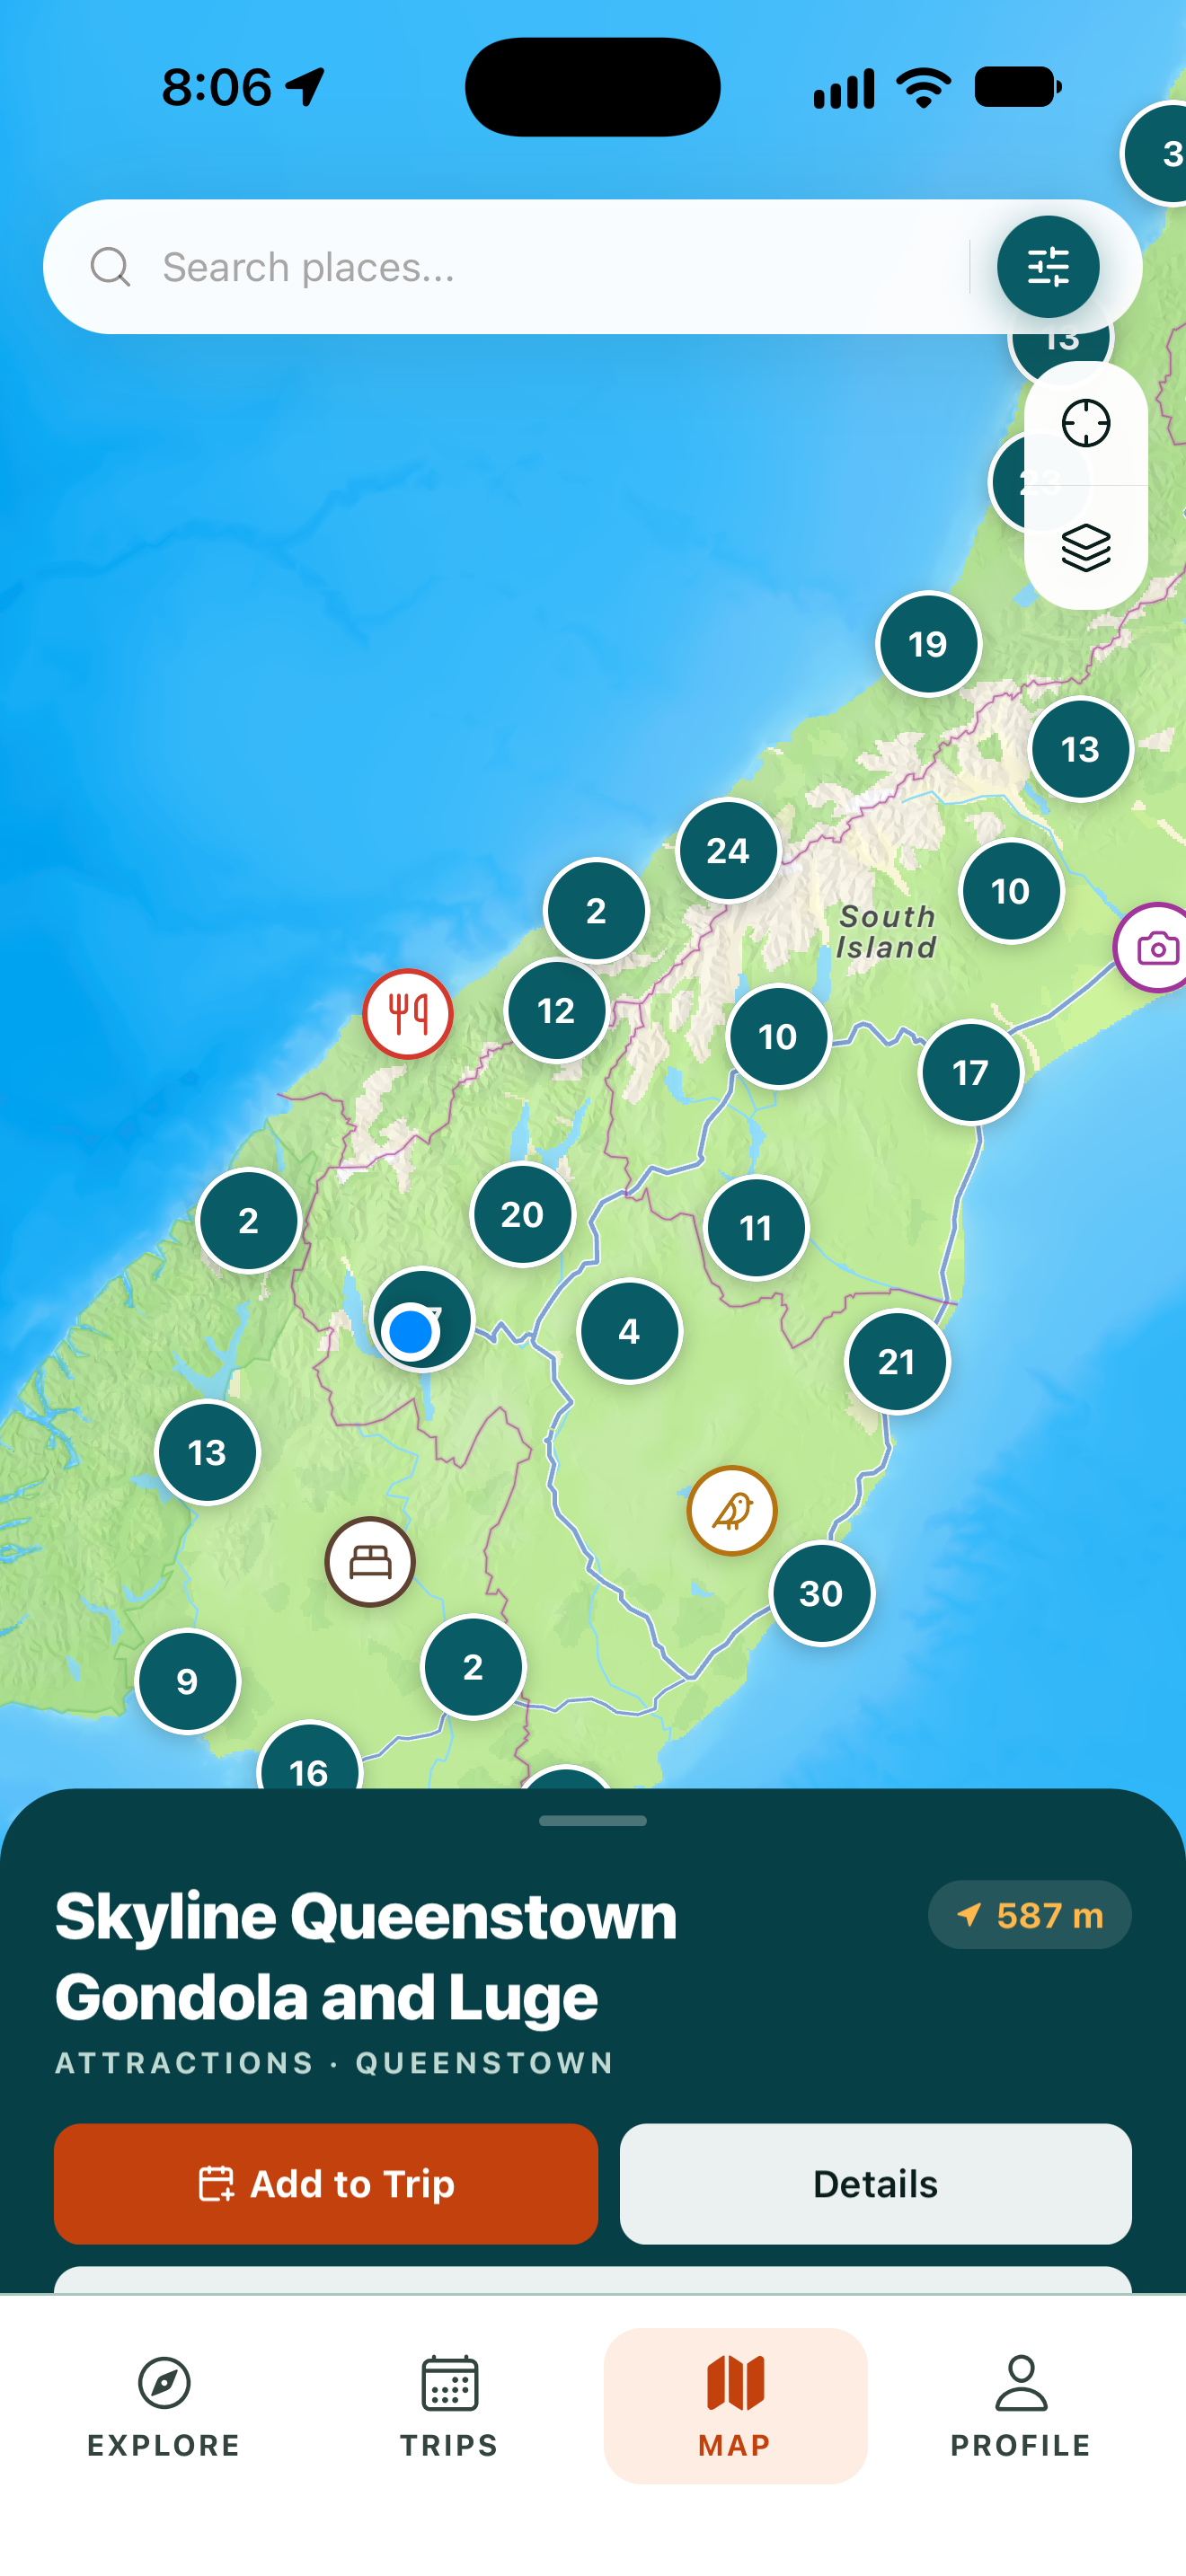 8:06
3
Search places...
13
23
19
13
24
10
2
South
Island
12
10
17
2
20
11
4
21
13
30
2
9
16
Skyline Queenstown
587 m
Gondola and Luge
ATTRACTIONS · QUEENSTOWN
Add to Trip
Details
EXPLORE
TRIPS
MAP
PROFILE